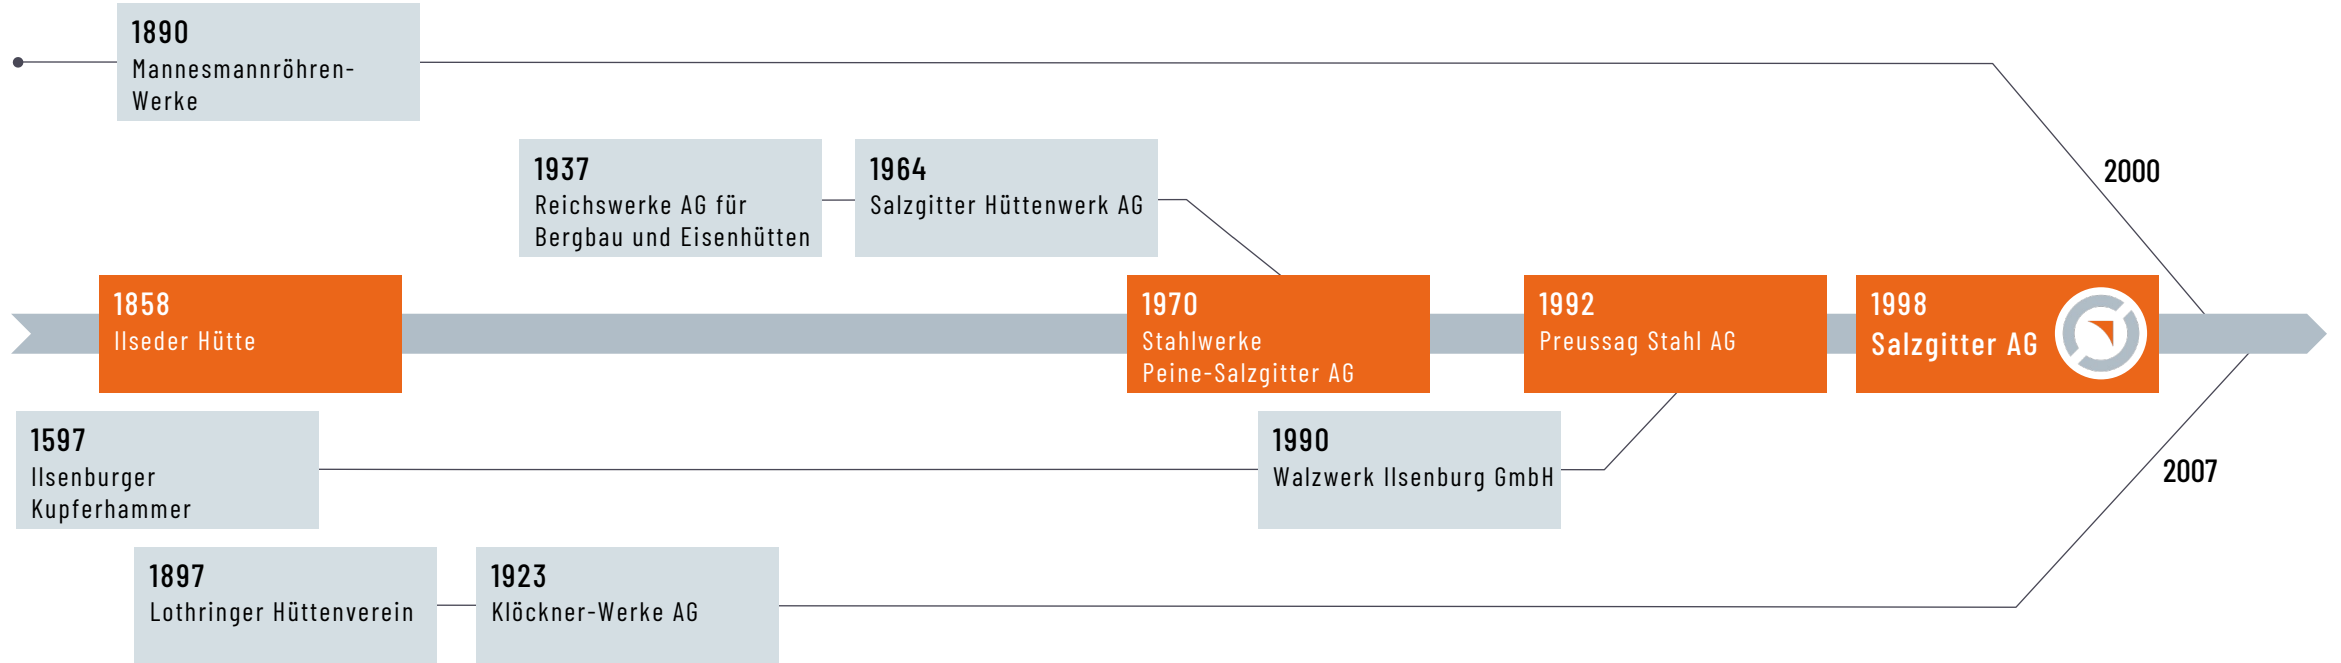 1890
Mannesmannröhren-
Werke
1937
Reichswerke AG für
Bergbau und Eisenhütten
1964
Salzgitter Hüttenwerk AG
2000
1858
Ilseder Hütte
1970
Stahlwerke
Peine-Salzgitter AG
1992
Preussag Stahl AG
1998
Salzgitter AG
1597
Ilsenburger
Kupferhammer
1990
Walzwerk Ilsenburg GmbH
2007
1897
Lothringer Hüttenverein
1923
Klöckner-Werke AG